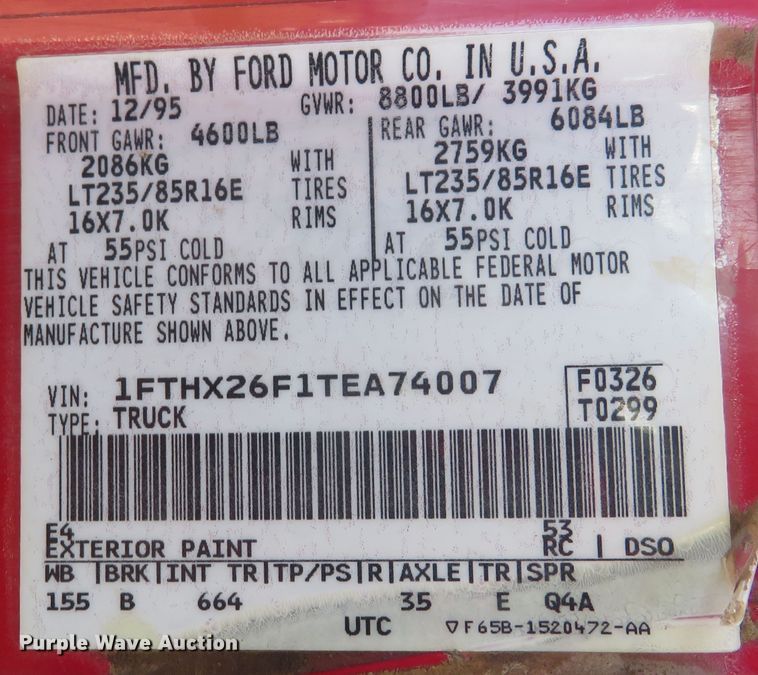 MFD. BY FORD MOTOR CO. IN U.S.A.
DATE: 12/95 GVWR: 8800LB/ 3991KG
FRONT GAWR: 4600LB REAR GAWR: 6084LB
2086KG WITH 2759KG WITH
LT235/85R16E TIRES LT235/85R16E TIRES
16X7.0K RIMS 16X7.0K RIMS
AT 55PSI COLD AT 55PSI COLD
THIS VEHICLE CONFORMS TO ALL APPLICABLE FEDERAL MOTOR
VEHICLE SAFETY STANDARDS IN EFFECT ON THE DATE OF
MANUFACTURE SHOWN ABOVE.
VIN: 1FTHX26F1TEA74007 F0326
TYPE: TRUCK T0299
E4 53
EXTERIOR PAINT RC | DSO
WB |BRK|INT TR|TP/PS|R|AXLE|TR|SPR
155 B 664 35 E Q4A
UTC ▽F65B-1520472-AA
Purple Wave Auction